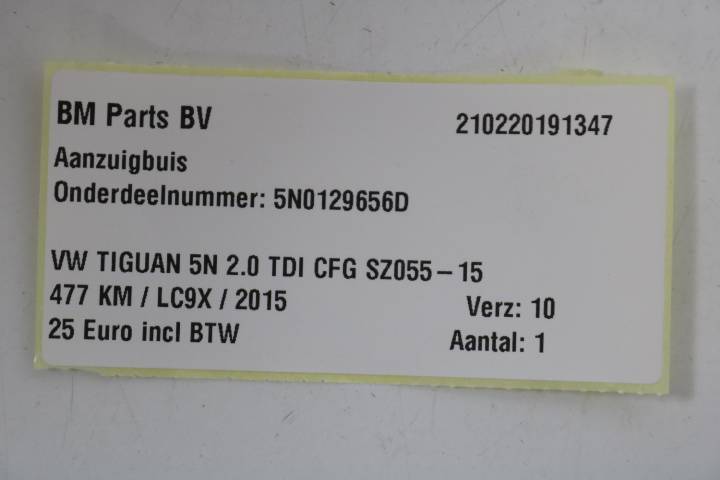 BM Parts BV 210220191347
Aanzuigbuis
Onderdeelnummer: 5N0129656D
VW TIGUAN 5N 2.0 TDI CFG SZ055-15
477 KM / LC9X / 2015 Verz: 10
25 Euro incl BTW Aantal: 1